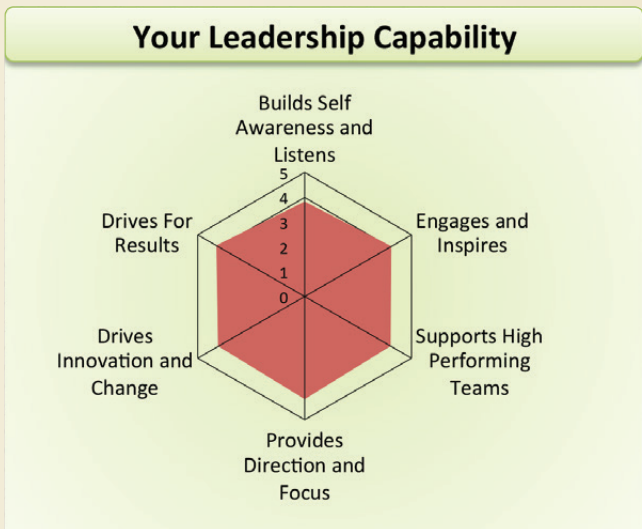 Your Leadership Capability
Builds Self
Awareness and
Listens
5
4
3
2
1
0
Engages and
Inspires
Supports High
Performing
Teams
Provides
Direction and
Focus
Drives
Innovation and
Change
Drives For
Results